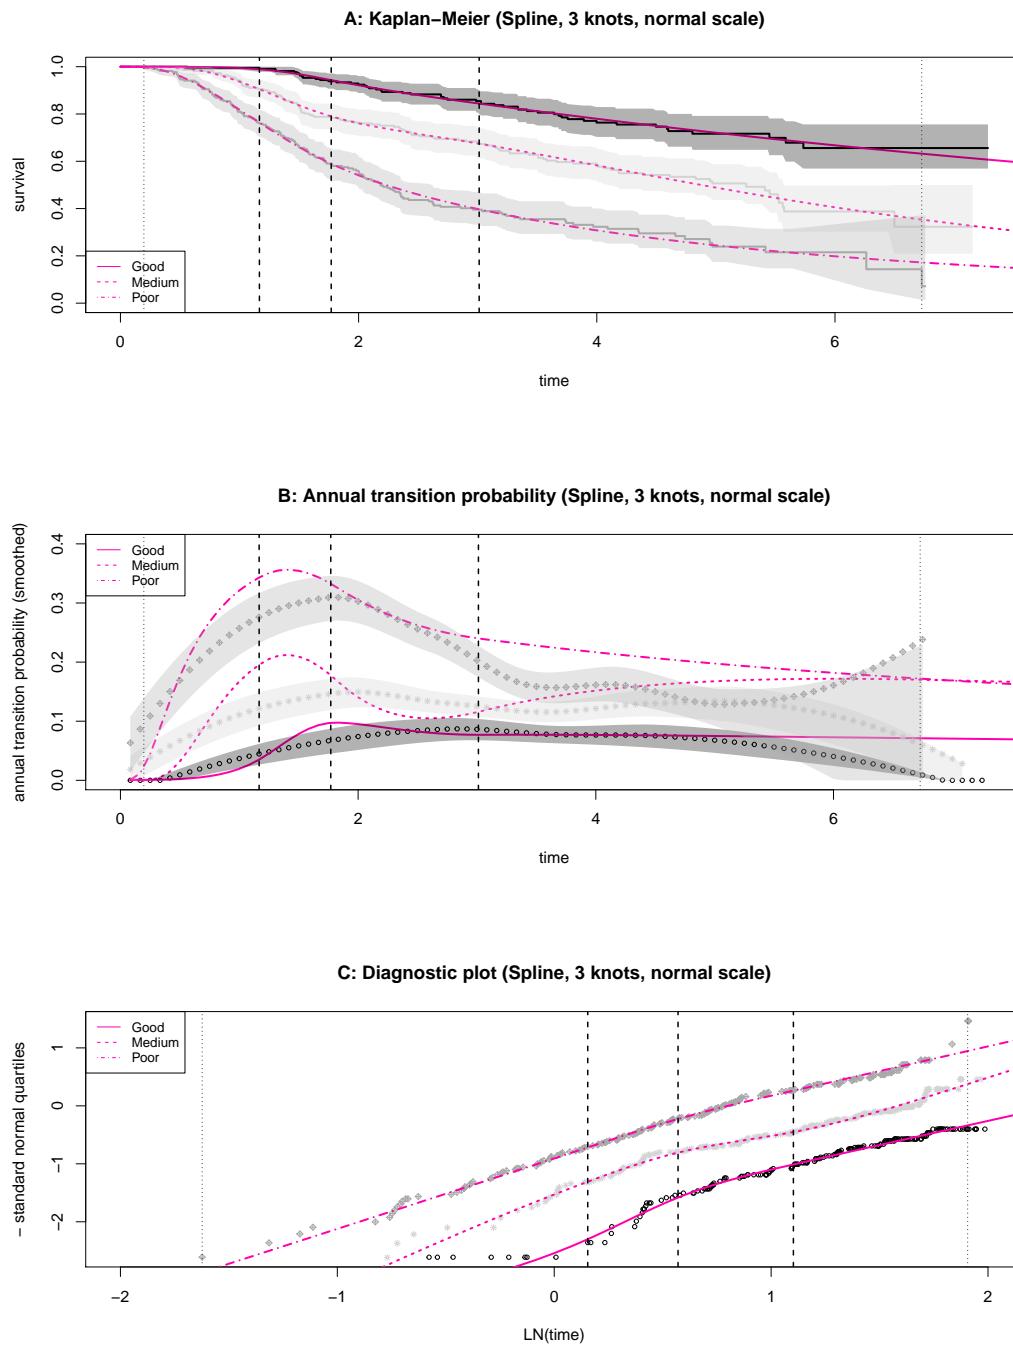 A: Kaplan−Meier (Spline, 3 knots, normal scale)
survival
0.0
0.2
0.4
0.6
0.8
1.0
Good
Medium
Poor
0
2
4
6
time
B: Annual transition probability (Spline, 3 knots, normal scale)
annual transition probability (smoothed)
0.0
0.1
0.2
0.3
0.4
Good
Medium
Poor
0
2
4
6
time
C: Diagnostic plot (Spline, 3 knots, normal scale)
− standard normal quartiles
−2
−1
0
1
Good
Medium
Poor
−2
−1
0
1
2
LN(time)